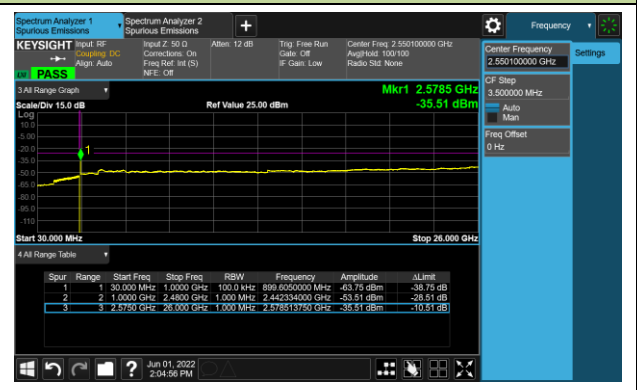 Spectrum Analyzer 1
Spurious Emissions
Spectrum Analyzer 2
Spurious Emissions
+
Frequency
KEYSIGHT
Input: RF
Coupling: DC
Align: Auto
Input Z: 50 Ω
Corrections: On
Freq Ref: Int (S)
NFE: Off
Atten: 12 dB
Trig: Free Run
Gate: Off
IF Gain: Low
Center Freq: 2.550100000 GHz
Avg|Hold: 100/100
Radio Std: None
PASS
Center Frequency
2.550100000 GHz
Settings
CF Step
3.500000 MHz
Auto
Man
Freq Offset
0 Hz
3 All Range Graph
Mkr1 2.5785 GHz
Scale/Div 15.0 dB
Ref Value 25.00 dBm
-35.51 dBm
Log
10.0
-5.00
-20.0
-35.0
-50.0
-65.0
-80.0
-95.0
-110
1
Start 30.000 MHz
Stop 26.000 GHz
4 All Range Table
Spur Range Start Freq Stop Freq RBW Frequency Amplitude ΔLimit
1 1 30.000 MHz 1.0000 GHz 100.0 kHz 899.6050000 MHz -63.75 dBm -38.75 dB
2 2 1.0000 GHz 2.4800 GHz 1.000 MHz 2.442334000 GHz -53.51 dBm -28.51 dB
3 3 2.5750 GHz 26.000 GHz 1.000 MHz 2.578513750 GHz -35.51 dBm -10.51 dB
?
Jun 01, 2022
2:04:56 PM